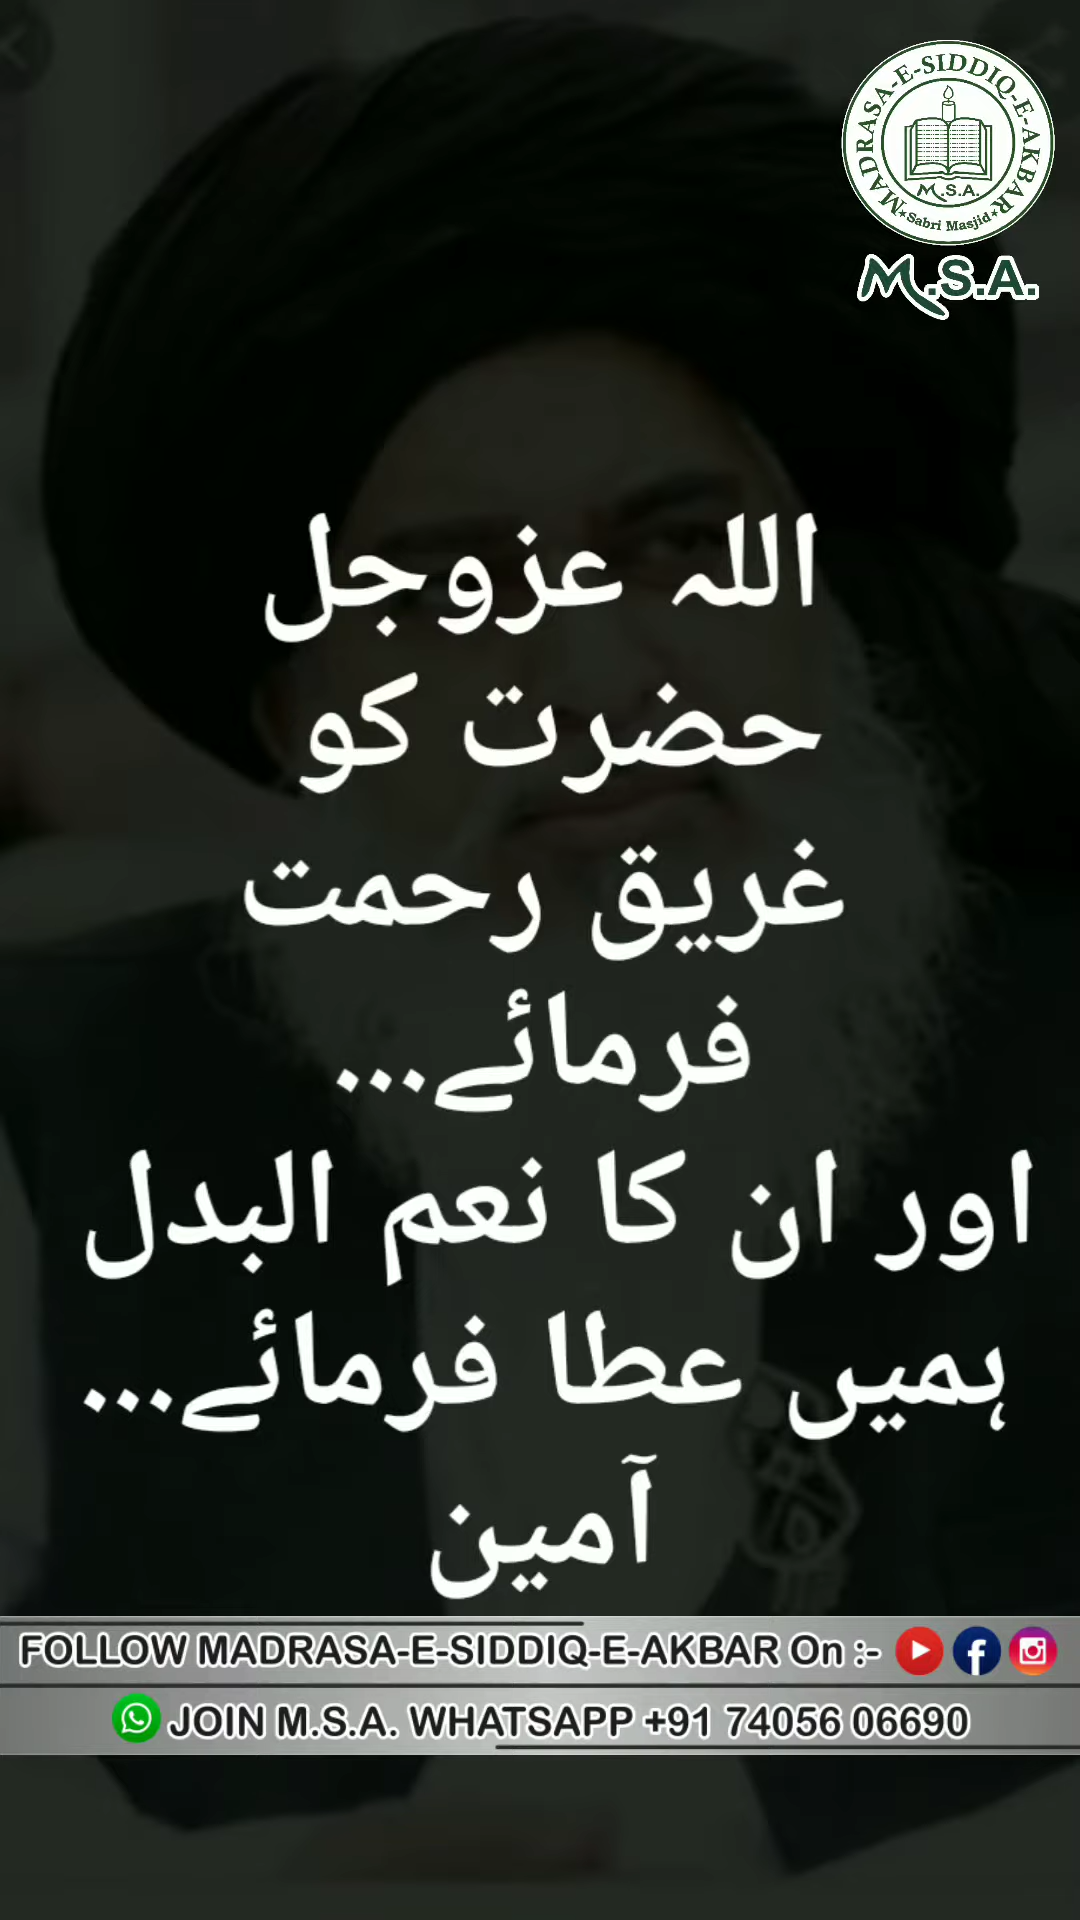 MADRASA-E-SIDDIQ-E-AKBAR
M.S.A.
Sabri Masjid
M.S.A.
اللہ عزوجل
حضرت کو
غریق رحمت
فرمائے...
اور ان کا نعم البدل
ہمیں عطا فرمائے...
آمین
FOLLOW MADRASA-E-SIDDIQ-E-AKBAR On :-
JOIN M.S.A. WHATSAPP +91 74056 06690